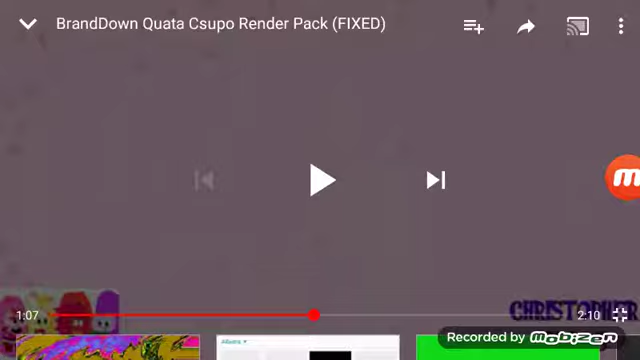 BrandDown Quata Csupo Render Pack (FIXED)
m
1:07
2:10
CHRISTOPHER
Recorded by mobizen
Albums